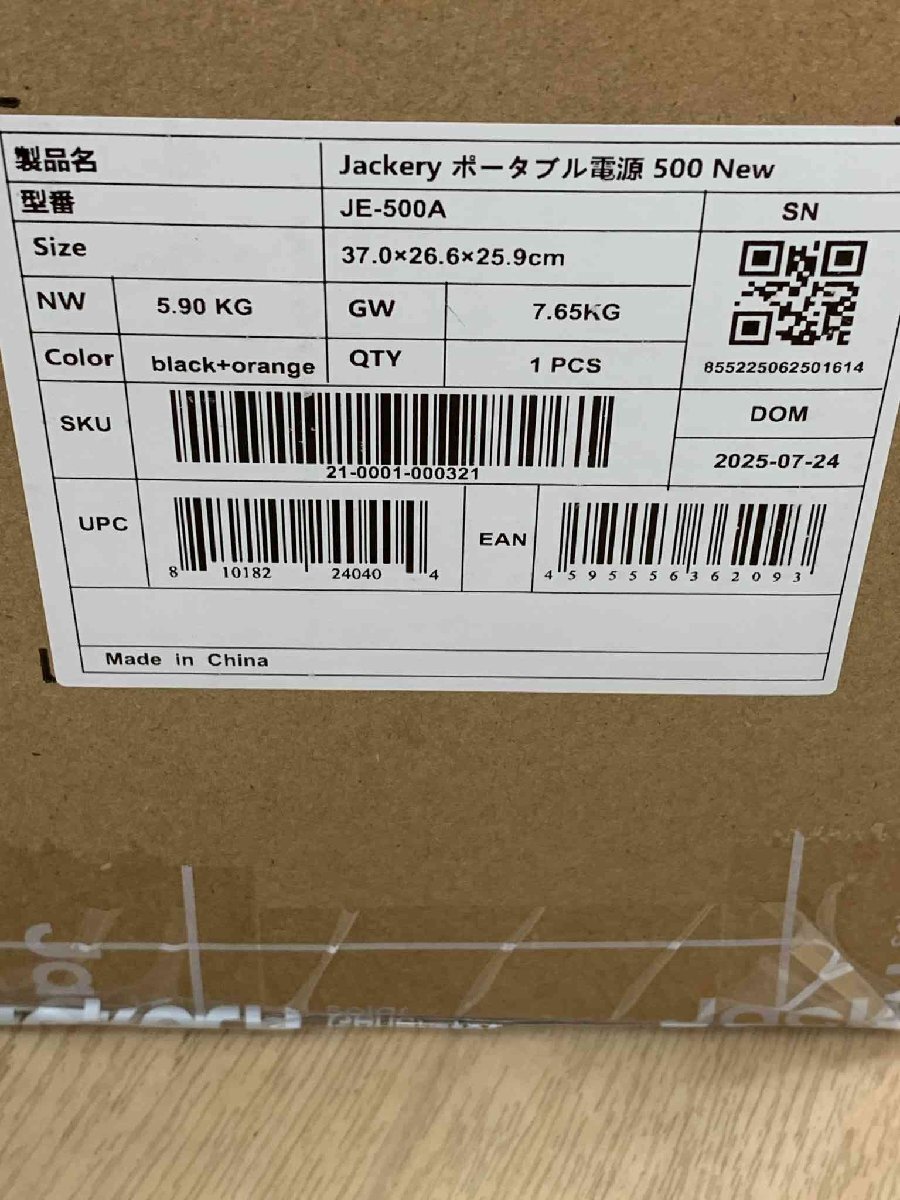 製品名 Jackery ポータブル電源 500 New
型番 JE-500A SN
Size 37.0×26.6×25.9cm
NW 5.90 KG GW 7.65KG
855225062501614
Color black+orange QTY 1 PCS
SKU 21-0001-000321
DOM
2025-07-24
UPC 8 10182 24040 4
EAN 4 595556 362093
Made in China